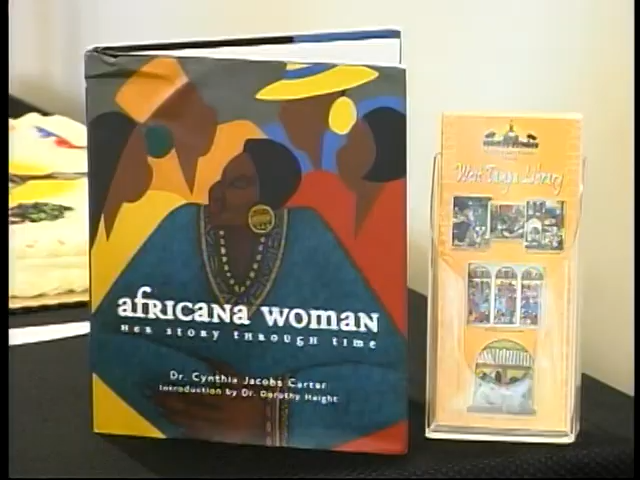 africana woman
Her story through time
Dr. Cynthia Jacobs Carter
Introduction by Dr. Dorothy Height
West Tampa Library